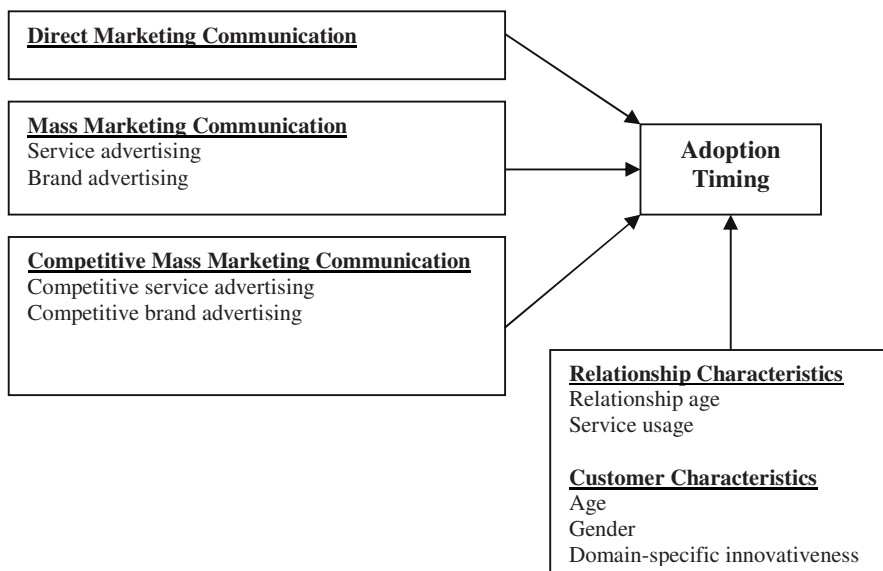 Direct Marketing Communication
Mass Marketing Communication
Service advertising
Brand advertising
Competitive Mass Marketing Communication
Competitive service advertising
Competitive brand advertising
Adoption
Timing
Relationship Characteristics
Relationship age
Service usage
Customer Characteristics
Age
Gender
Domain-specific innovativeness